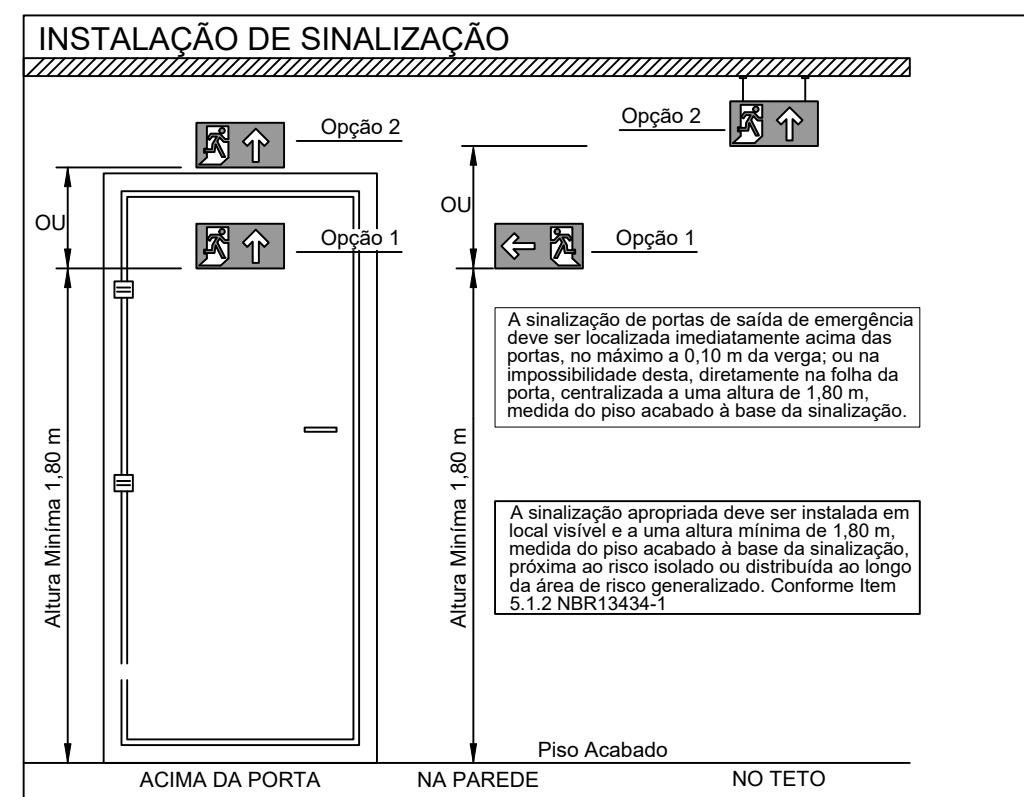 INSTALAÇÃO DE SINALIZAÇÃO
Opção 2
Opção 2
OU
OU
Opção 1
Opção 1
A sinalização de portas de saída de emergência
deve ser localizada imediatamente acima das
portas, no máximo a 0,10 m da verga; ou na
impossibilidade desta, diretamente na folha da
porta, centralizada a uma altura de 1,80 m,
medida do piso acabado à base da sinalização.
Altura Miníma 1,80 m
Altura Miníma 1,80 m
A sinalização apropriada deve ser instalada em
local visível e a uma altura mínima de 1,80 m,
medida do piso acabado à base da sinalização,
próxima ao risco isolado ou distribuída ao longo
da área de risco generalizado. Conforme Item
5.1.2 NBR13434-1
Piso Acabado
ACIMA DA PORTA
NA PAREDE
NO TETO